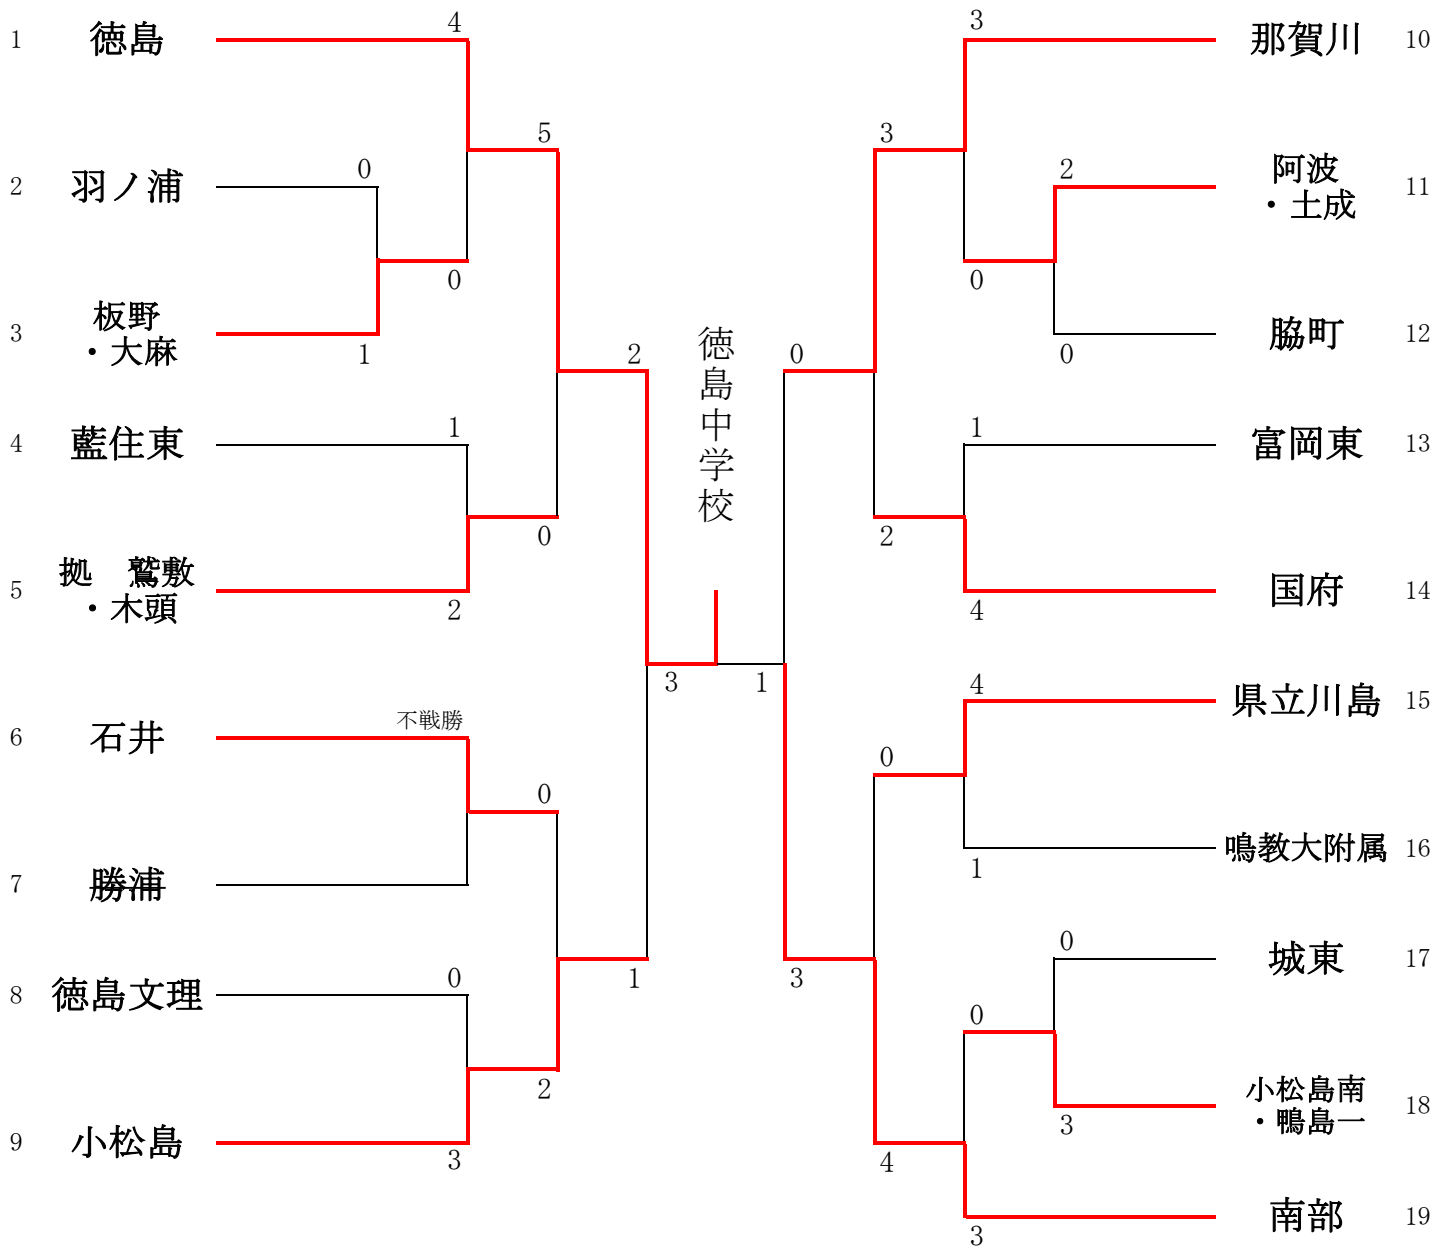 1 徳島 4
2 羽ノ浦 0
3 板野
・大麻 1
0
5
4 藍住東 1
5 拠　鷲敷
・木頭 2
0
2
6 石井 不戦勝
7 勝浦
0
8 徳島文理 0
9 小松島 3
2
1
徳島中学校
3
1
3 那賀川 10
2 阿波
・土成 11
0 脇町 12
0
3
1 富岡東 13
4 国府 14
2
0
4 県立川島 15
1 鳴教大附属 16
0
0 城東 17
3 小松島南
・鴨島一 18
0
3 南部 19
4
3